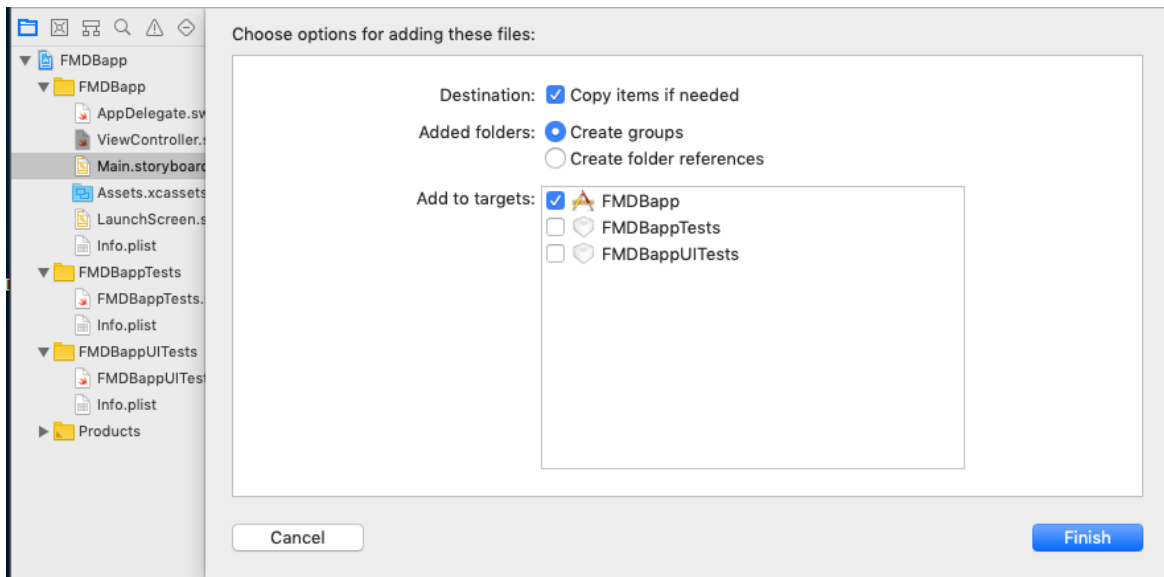 Choose options for adding these files:
FMDBapp
FMDBapp
AppDelegate.sw
ViewController.s
Main.storyboard
Assets.xcassets
LaunchScreen.s
Info.plist
FMDBappTests
FMDBappTests.
Info.plist
FMDBappUITests
FMDBappUITest
Info.plist
Products
Destination: Copy items if needed
Added folders: Create groups
Create folder references
Add to targets: FMDBapp
FMDBappTests
FMDBappUITests
Cancel Finish